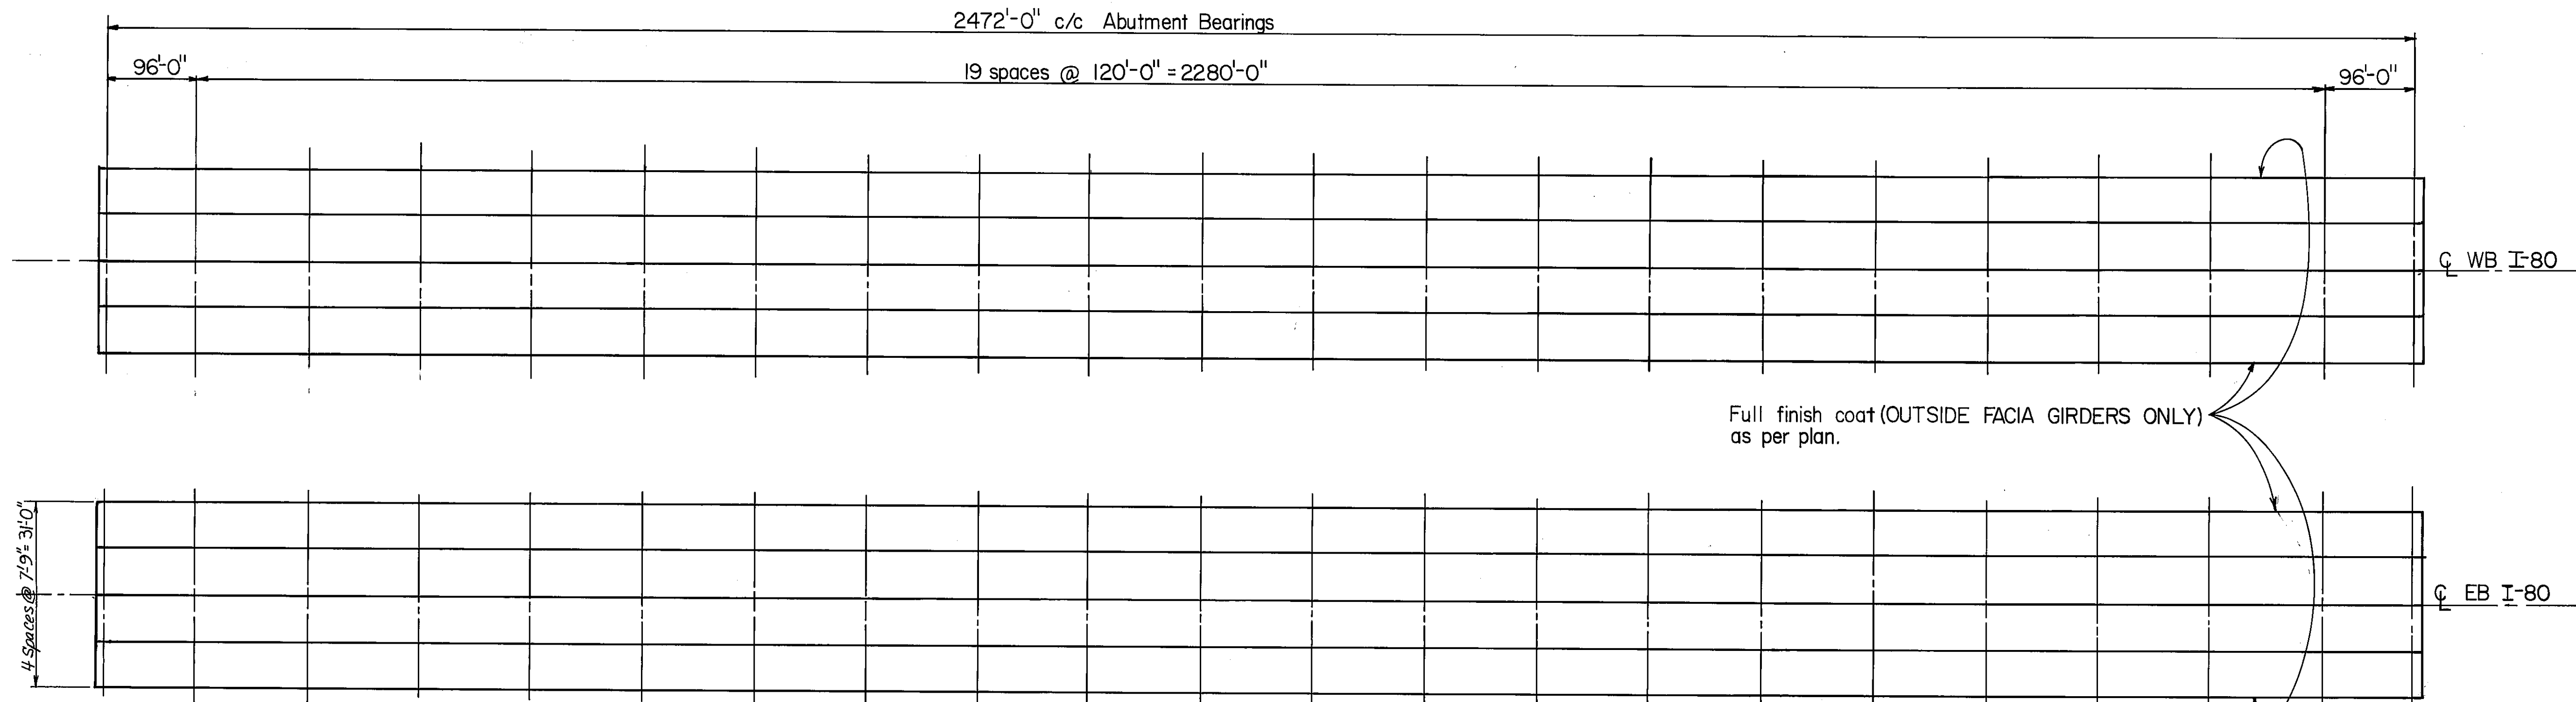 2472'-0" c/c Abutment Bearings
96'-0"
19 spaces @ 120'-0" = 2280'-0"
96'-0"
℄ WB I-80
Full finish coat (OUTSIDE FACIA GIRDERS ONLY)
as per plan.
4 Spaces @ 7'-9" = 31'-0"
℄ EB I-80